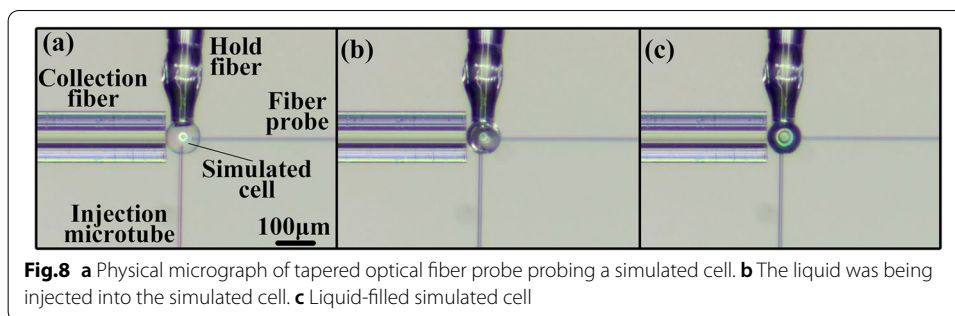 (a)
Hold
fiber
Collection
fiber
Fiber
probe
Simulated
cell
Injection
microtube
100μm
(b)
(c)
Fig.8 a Physical micrograph of tapered optical fiber probe probing a simulated cell. b The liquid was being
injected into the simulated cell. c Liquid-filled simulated cell